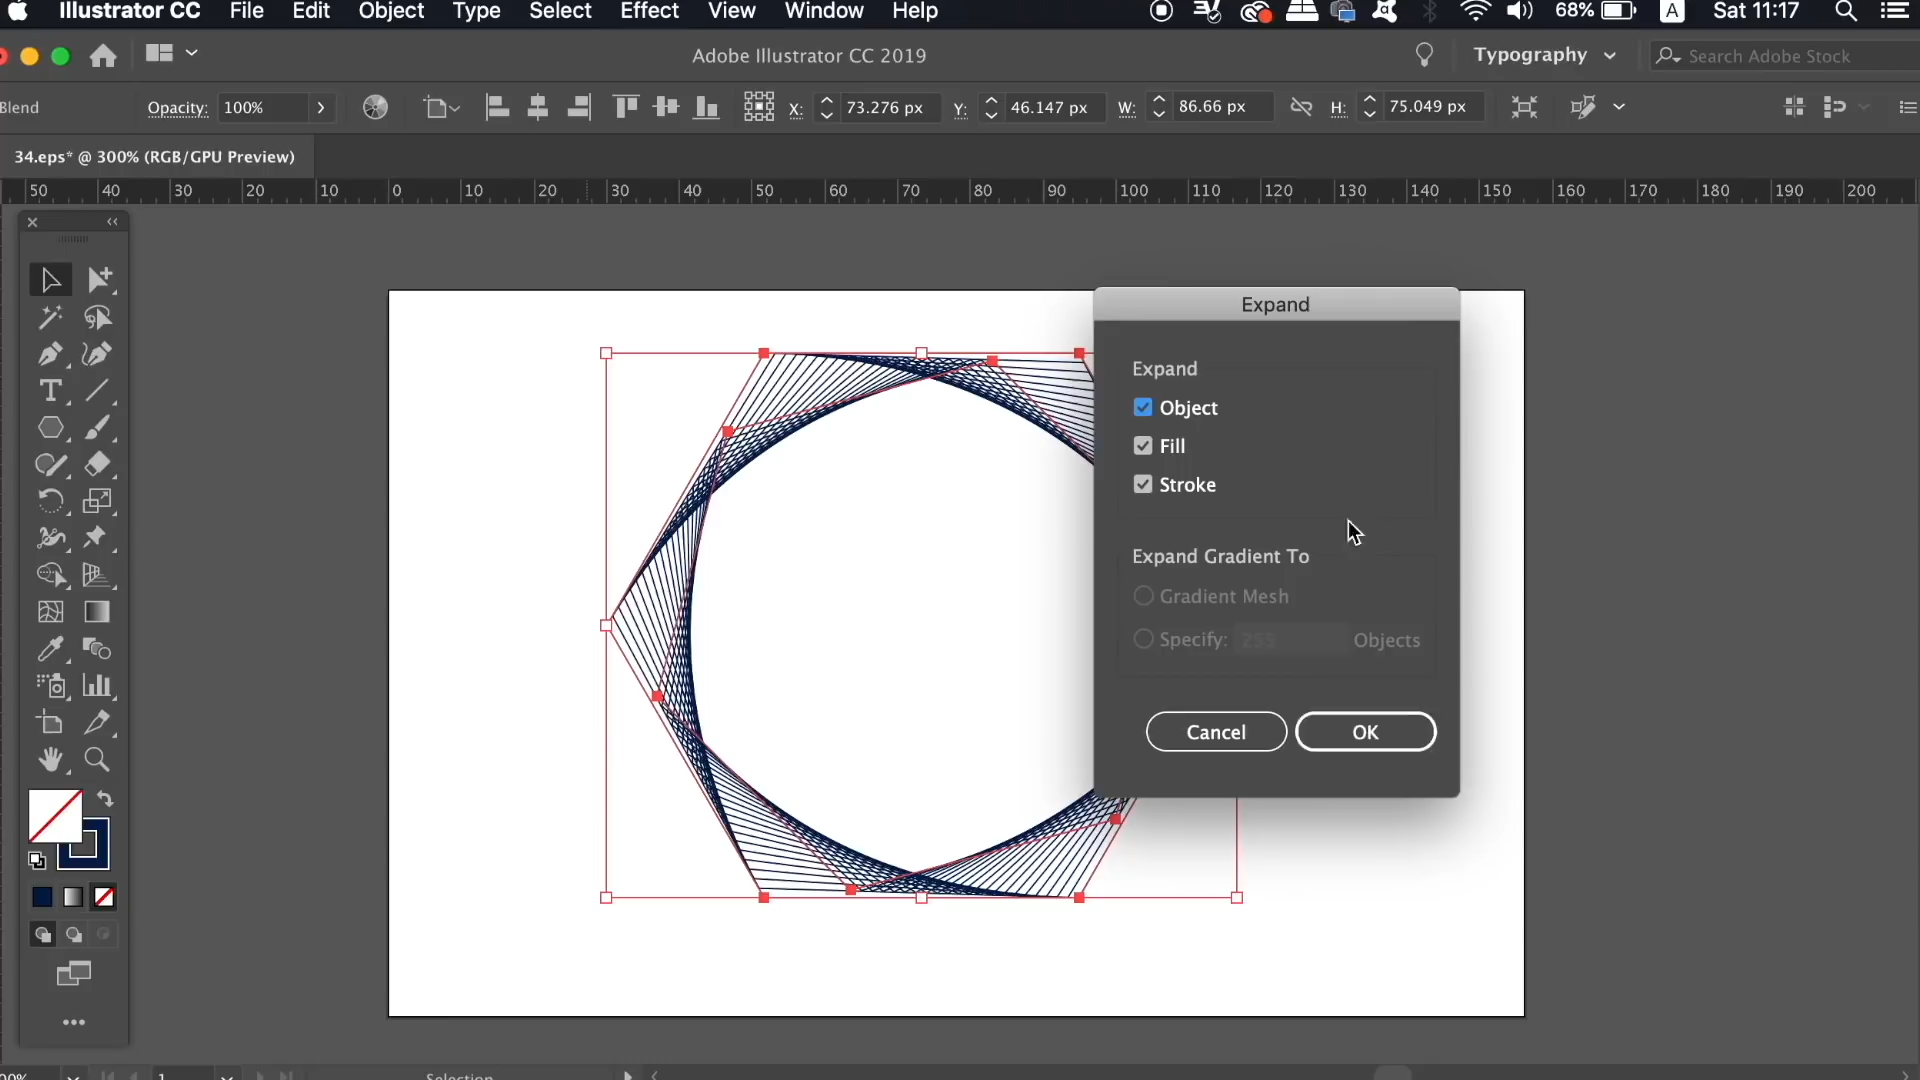 Illustrator CC File Edit Object Type Select Effect View Window Help 68% A Sat 11:17
Adobe Illustrator CC 2019 Typography Search Adobe Stock
Blend Opacity: 100% X: 73.276 px Y: 46.147 px W: 86.66 px H: 75.049 px
34.eps* @ 300% (RGB/GPU Preview)
50 40 30 20 10 0 10 20 30 40 50 60 70 80 90 100 110 120 130 140 150 160 170 180 190 200
Expand
Expand
Object
Fill
Stroke
Expand Gradient To
Gradient Mesh
Specify: 255 Objects
Cancel OK
1 Selection